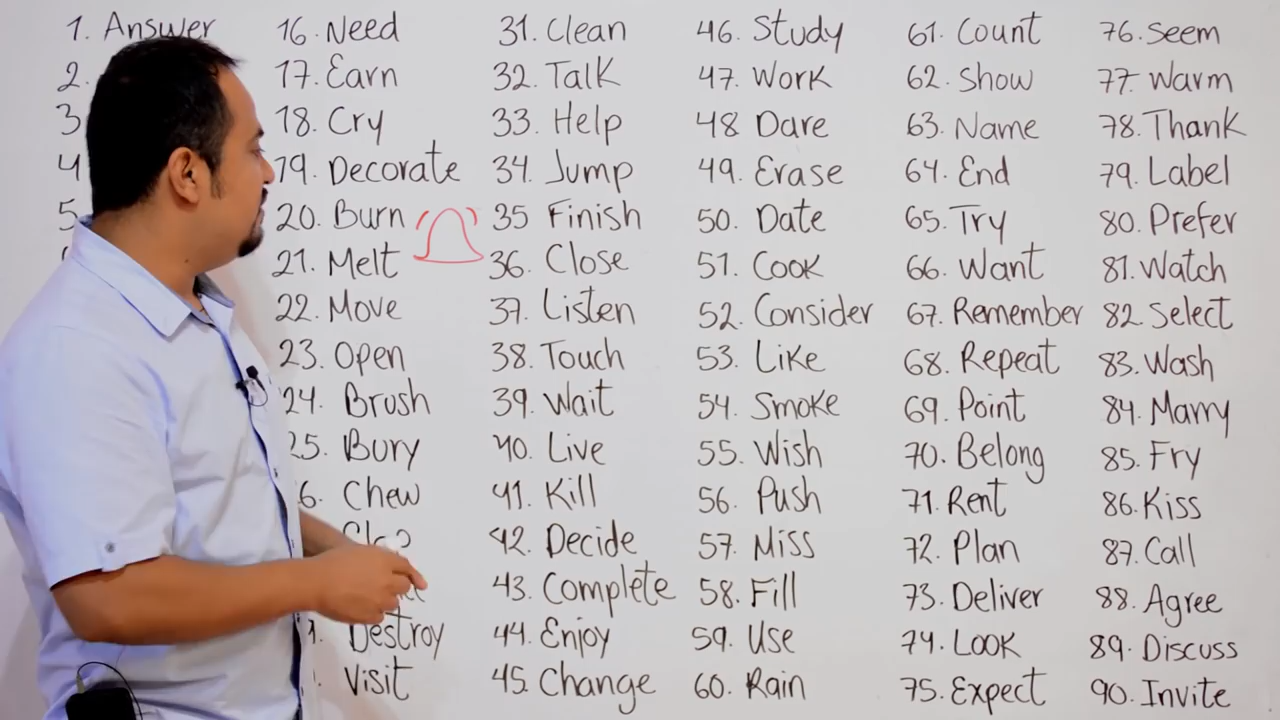 1. Answer
2.
3
4
5
16. Need
17. Earn
18. Cry
19. Decorate
20. Burn
21. Melt
22. Move
23. Open
24. Brush
25. Bury
6. Chew
Destroy
Visit
31. Clean
32. Talk
33. Help
34. Jump
35 Finish
36. Close
37. Listen
38. Touch
39. Wait
40. Live
41. Kill
42. Decide
43. Complete
44. Enjoy
45. Change
46. Study
47. Work
48 Dare
49. Erase
50. Date
51. Cook
52. Consider
53. Like
54. Smoke
55. Wish
56. Push
57. Miss
58. Fill
59. Use
60. Rain
61. Count
62. Show
63. Name
64. End
65. Try
66. Want
67. Remember
68. Repeat
69. Point
70. Belong
71. Rent
72. Plan
73. Deliver
74. Look
75. Expect
76. Seem
77. Warm
78. Thank
79. Label
80. Prefer
81. Watch
82. Select
83. Wash
84. Marry
85. Fry
86. Kiss
87. Call
88. Agree
89. Discuss
90. Invite